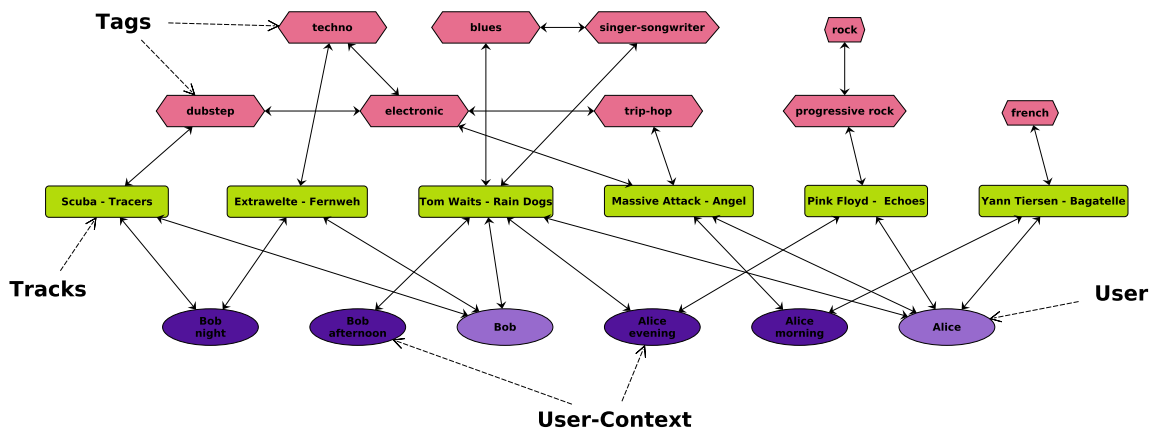 Tags
techno
blues
singer-songwriter
rock
dubstep
electronic
trip-hop
progressive rock
french
Scuba - Tracers
Extrawelte - Fernweh
Tom Waits - Rain Dogs
Massive Attack - Angel
Pink Floyd -  Echoes
Yann Tiersen - Bagatelle
Tracks
User
Bob
night
Bob
afternoon
Bob
Alice
evening
Alice
morning
Alice
User-Context